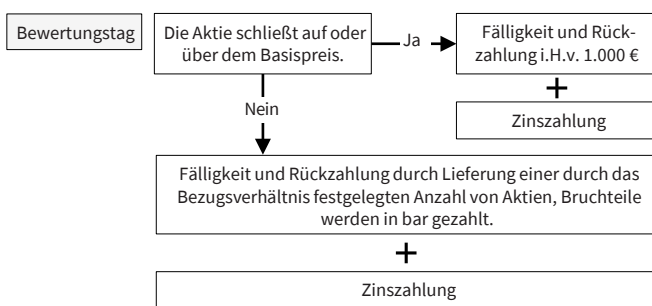 Bewertungstag
Die Aktie schließt auf oder
über dem Basispreis.
Ja
Fälligkeit und Rück-
zahlung i.H.v. 1.000 €
+
Zinszahlung
Nein
Fälligkeit und Rückzahlung durch Lieferung einer durch das
Bezugsverhältnis festgelegten Anzahl von Aktien, Bruchteile
werden in bar gezahlt.
+
Zinszahlung